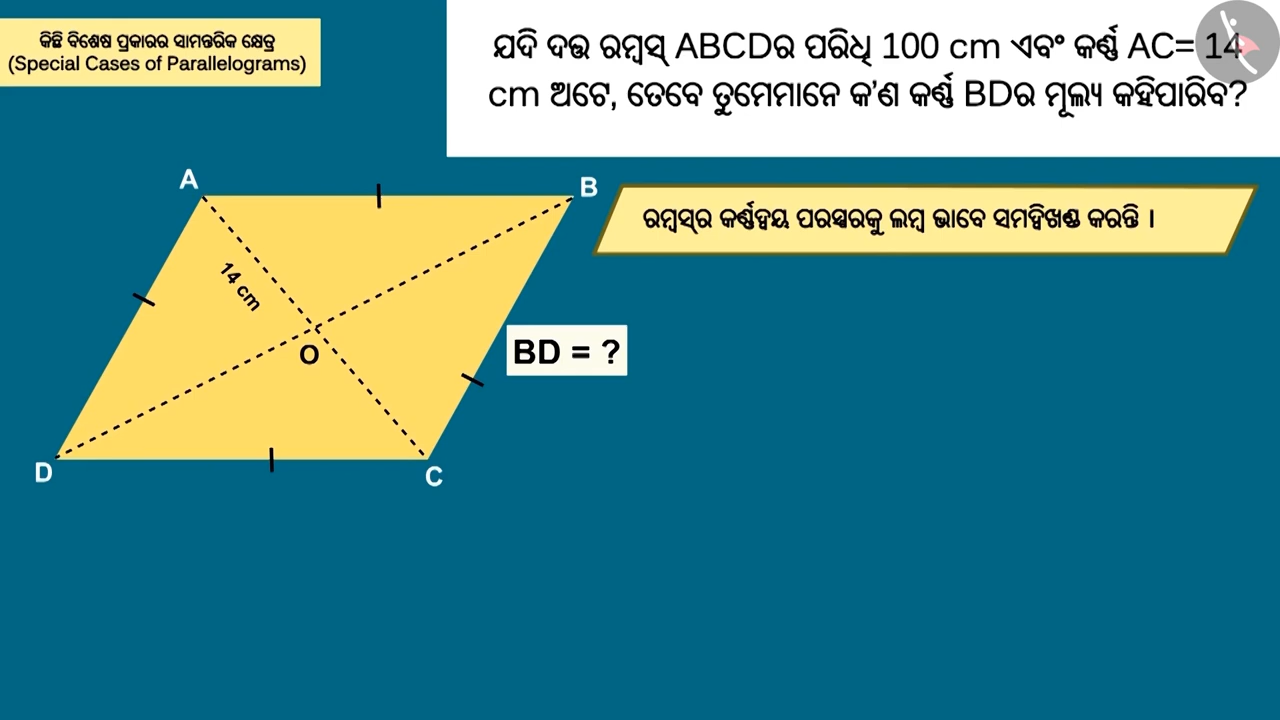 କିଛି ବିଶେଷ ପ୍ରକାରର ସାମନ୍ତରିକ କ୍ଷେତ୍ର
(Special Cases of Parallelograms)
ଯଦି ଦତ୍ତ ରମ୍ବସ୍ ABCDର ପରିଧି 100 cm ଏବଂ କର୍ଣ୍ଣ AC= 14
cm ଅଟେ, ତେବେ ତୁମେମାନେ କ'ଣ କର୍ଣ୍ଣ BDର ମୂଲ୍ୟ କହିପାରିବ?
A
B
ରମ୍ବସ୍‌ର କର୍ଣ୍ଣଦ୍ୱୟ ପରସ୍ପରକୁ ଲମ୍ବ ଭାବେ ସମଦ୍ୱିଖଣ୍ଡ କରନ୍ତି ।
14 cm
O
BD = ?
D
C